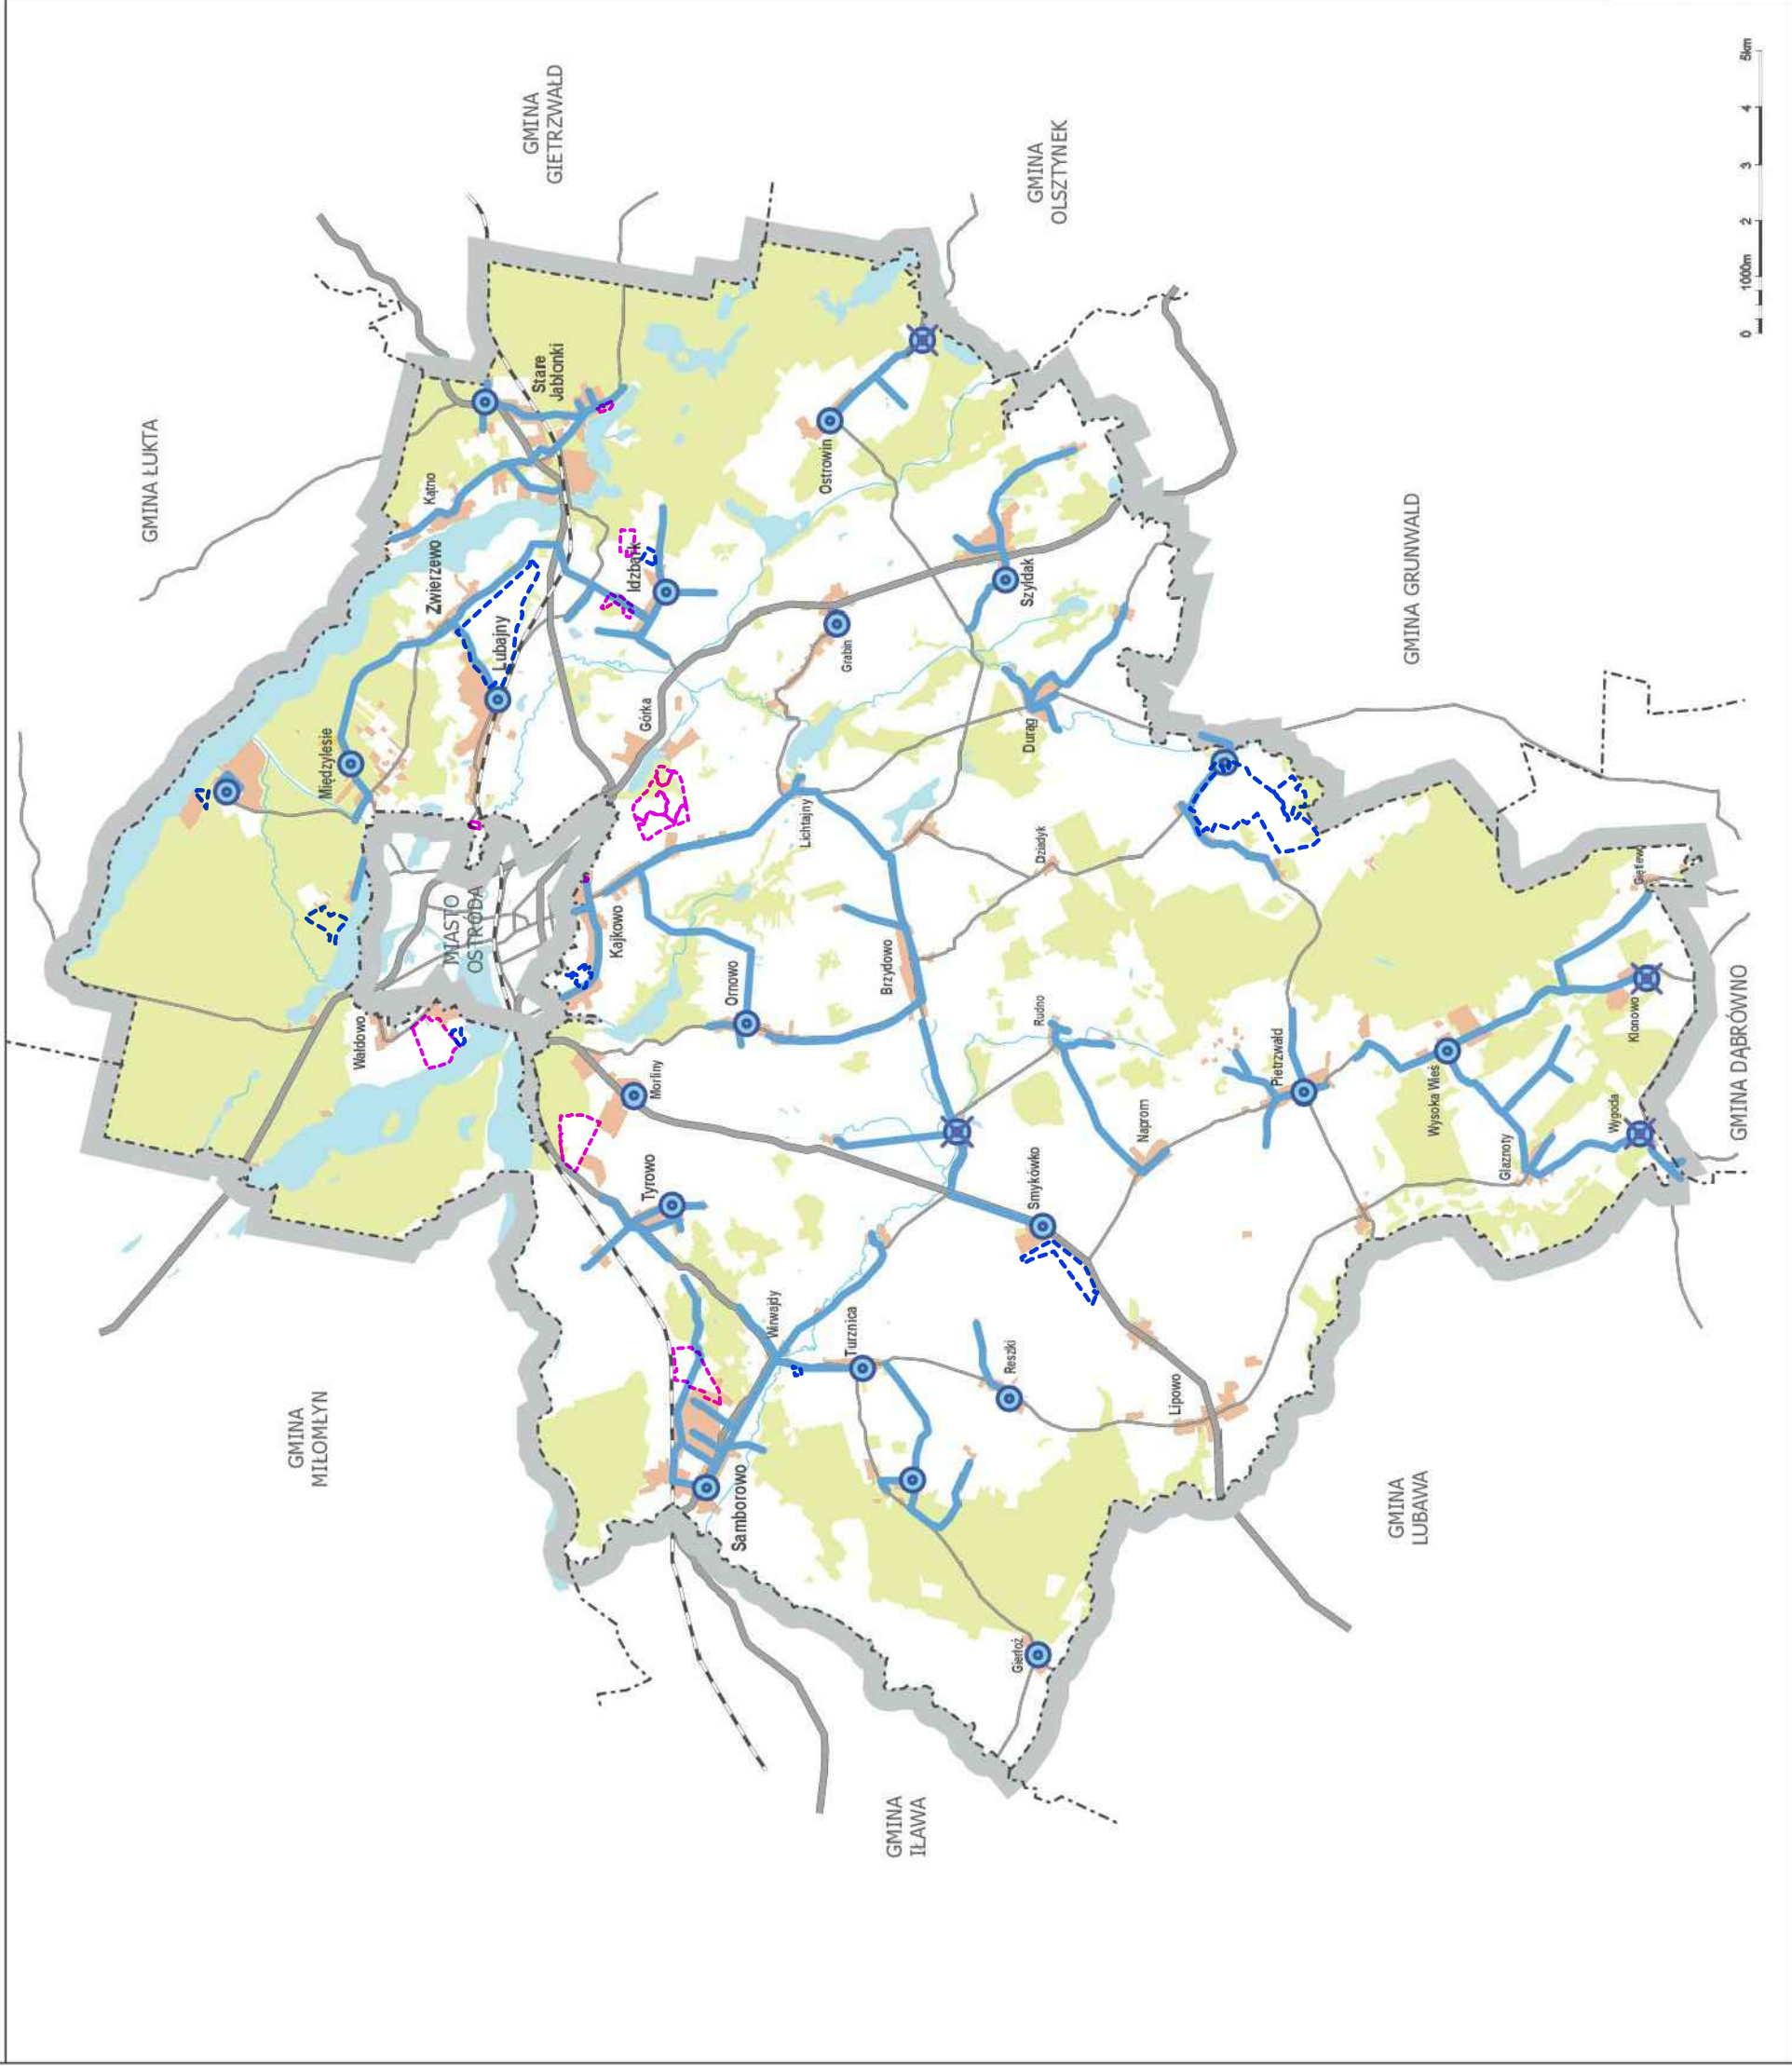 GMINA ŁUKTA
GMINA
GIETRZWAŁD
GMINA
OLSZTYNEK
GMINA GRUNWALD
GMINA DĄBRÓWNO
GMINA
LUBAWA
GMINA
IŁAWA
GMINA
MIŁOMŁYN
MIASTO
OSTRÓDA
Stare
Jabłonki
Kątno
Zwierzewo
Lubajny
Międzylesie
Idzbark
Górka
Grabin
Ostrowin
Szyldak
Durąg
Lichtajny
Dziadyk
Kajkowo
Ornowo
Brzydowo
Rudno
Wałdowo
Morliny
Tyrowo
Smykówko
Naprom
Pietrzwałd
Wysoka Wieś
Klonowo
Giętlewo
Wygoda
Glaznoty
Wirwajdy
Turznica
Reszki
Lipowo
Samborowo
Gierłoż
0 1000m 2 3 4 5km